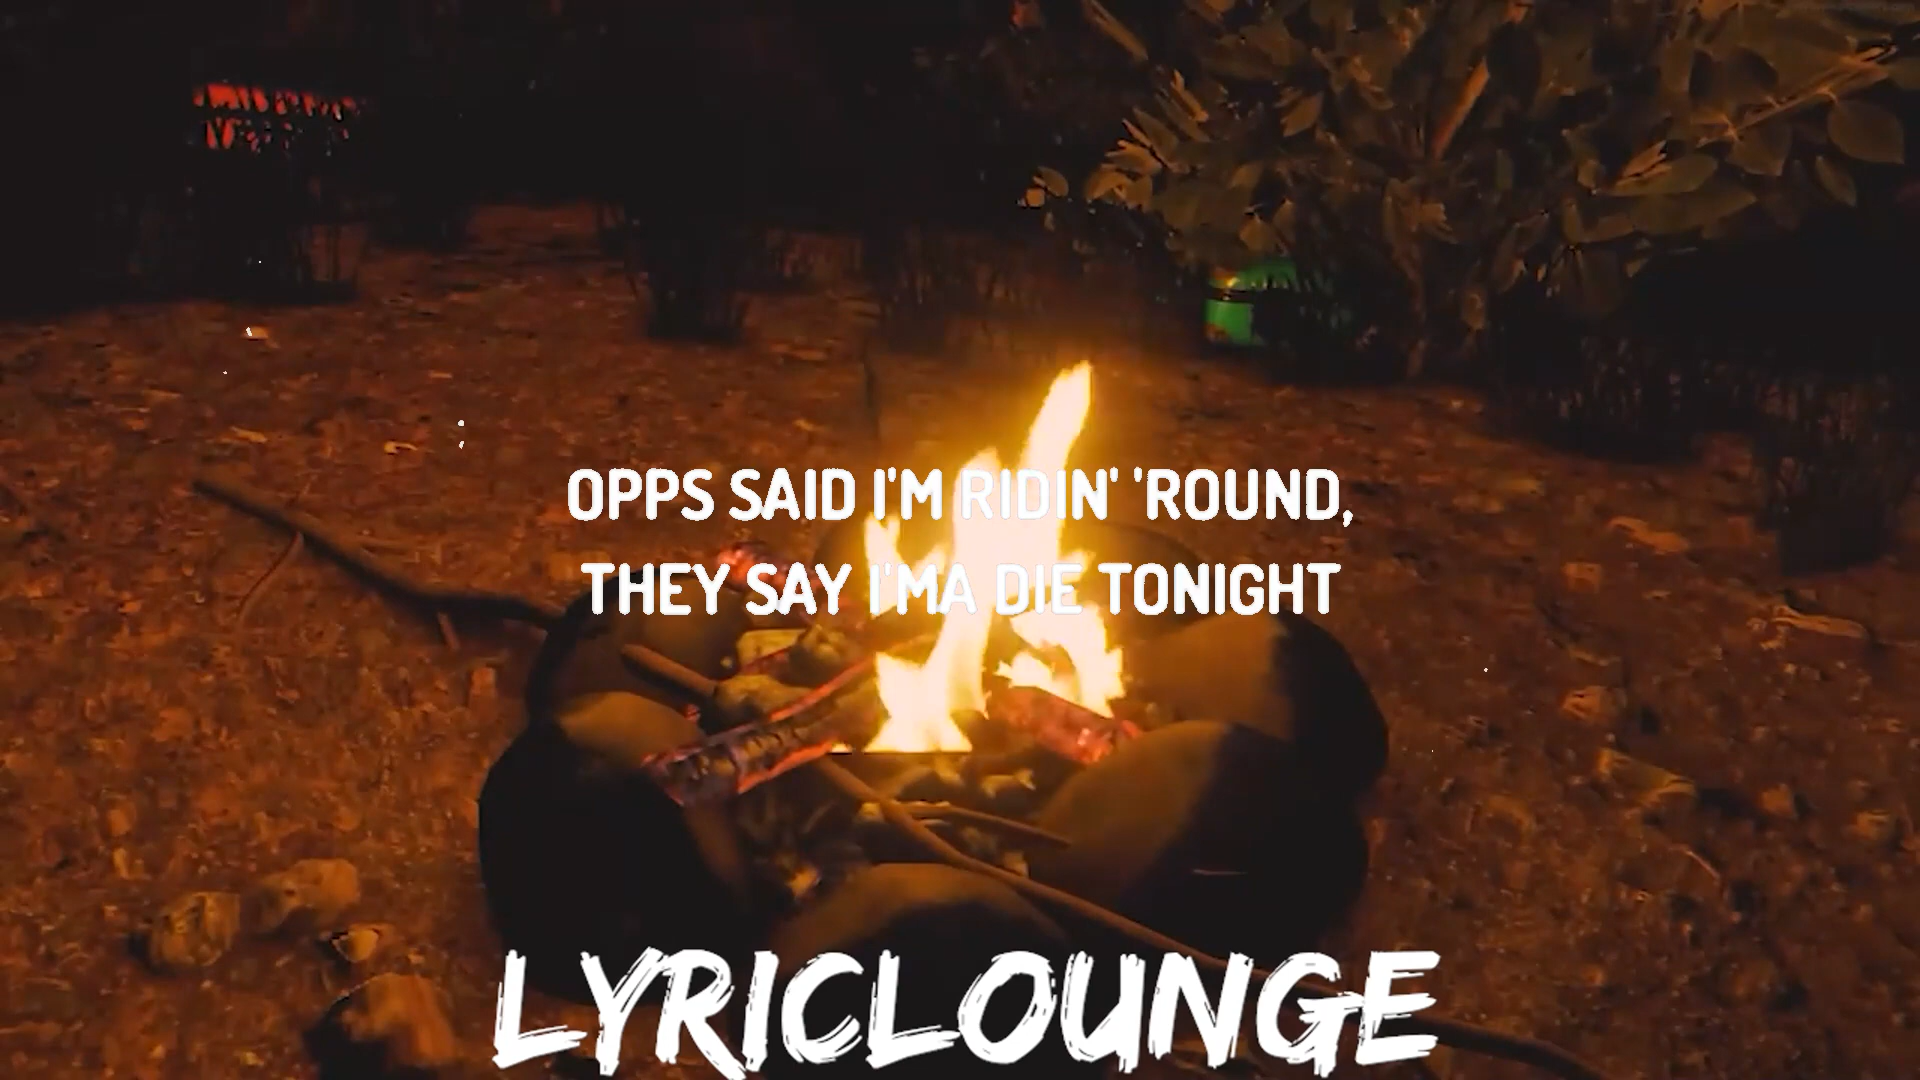 OPPS SAID I'M RIDIN' 'ROUND,
THEY SAY I'MA DIE TONIGHT
LYRICLOUNGE